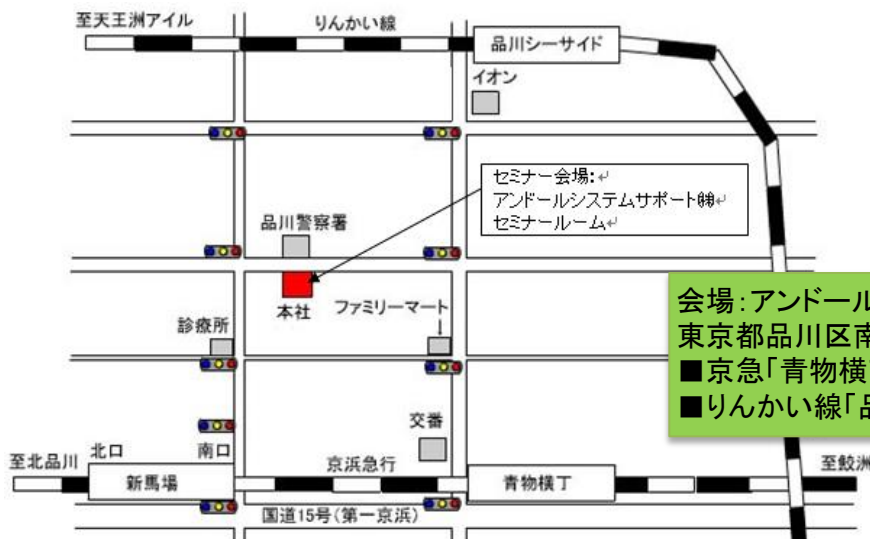 至天王洲アイル
りんかい線
品川シーサイド
イオン
セミナー会場:↵
アンドールシステムサポート㈱↵
セミナールーム↵
品川警察署
本社
ファミリーマート
診療所
会場:アンドール
東京都品川区南
■京急「青物横
■りんかい線「品
交番
北口
南口
至北品川
新馬場
京浜急行
青物横丁
至鮫洲
国道15号(第一京浜)